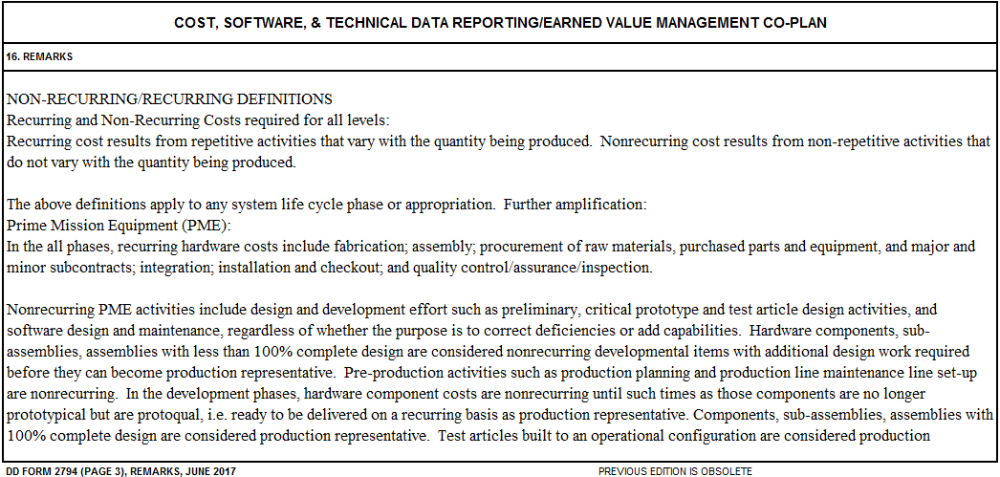 COST, SOFTWARE, & TECHNICAL DATA REPORTING/EARNED VALUE MANAGEMENT CO-PLAN
16. REMARKS
NON-RECURRING/RECURRING DEFINITIONS
Recurring and Non-Recurring Costs required for all levels:
Recurring cost results from repetitive activities that vary with the quantity being produced.  Nonrecurring cost results from non-repetitive activities that
do not vary with the quantity being produced.
The above definitions apply to any system life cycle phase or appropriation.  Further amplification:
Prime Mission Equipment (PME):
In the all phases, recurring hardware costs include fabrication; assembly; procurement of raw materials, purchased parts and equipment, and major and
minor subcontracts; integration; installation and checkout; and quality control/assurance/inspection.
Nonrecurring PME activities include design and development effort such as preliminary, critical prototype and test article design activities, and
software design and maintenance, regardless of whether the purpose is to correct deficiencies or add capabilities.  Hardware components, sub-
assemblies, assemblies with less than 100% complete design are considered nonrecurring developmental items with additional design work required
before they can become production representative.  Pre-production activities such as production planning and production line maintenance line set-up
are nonrecurring.  In the development phases, hardware component costs are nonrecurring until such times as those components are no longer
prototypical but are protoqual, i.e. ready to be delivered on a recurring basis as production representative. Components, sub-assemblies, assemblies with
100% complete design are considered production representative.  Test articles built to an operational configuration are considered production
DD FORM 2794 (PAGE 3), REMARKS, JUNE 2017
PREVIOUS EDITION IS OBSOLETE